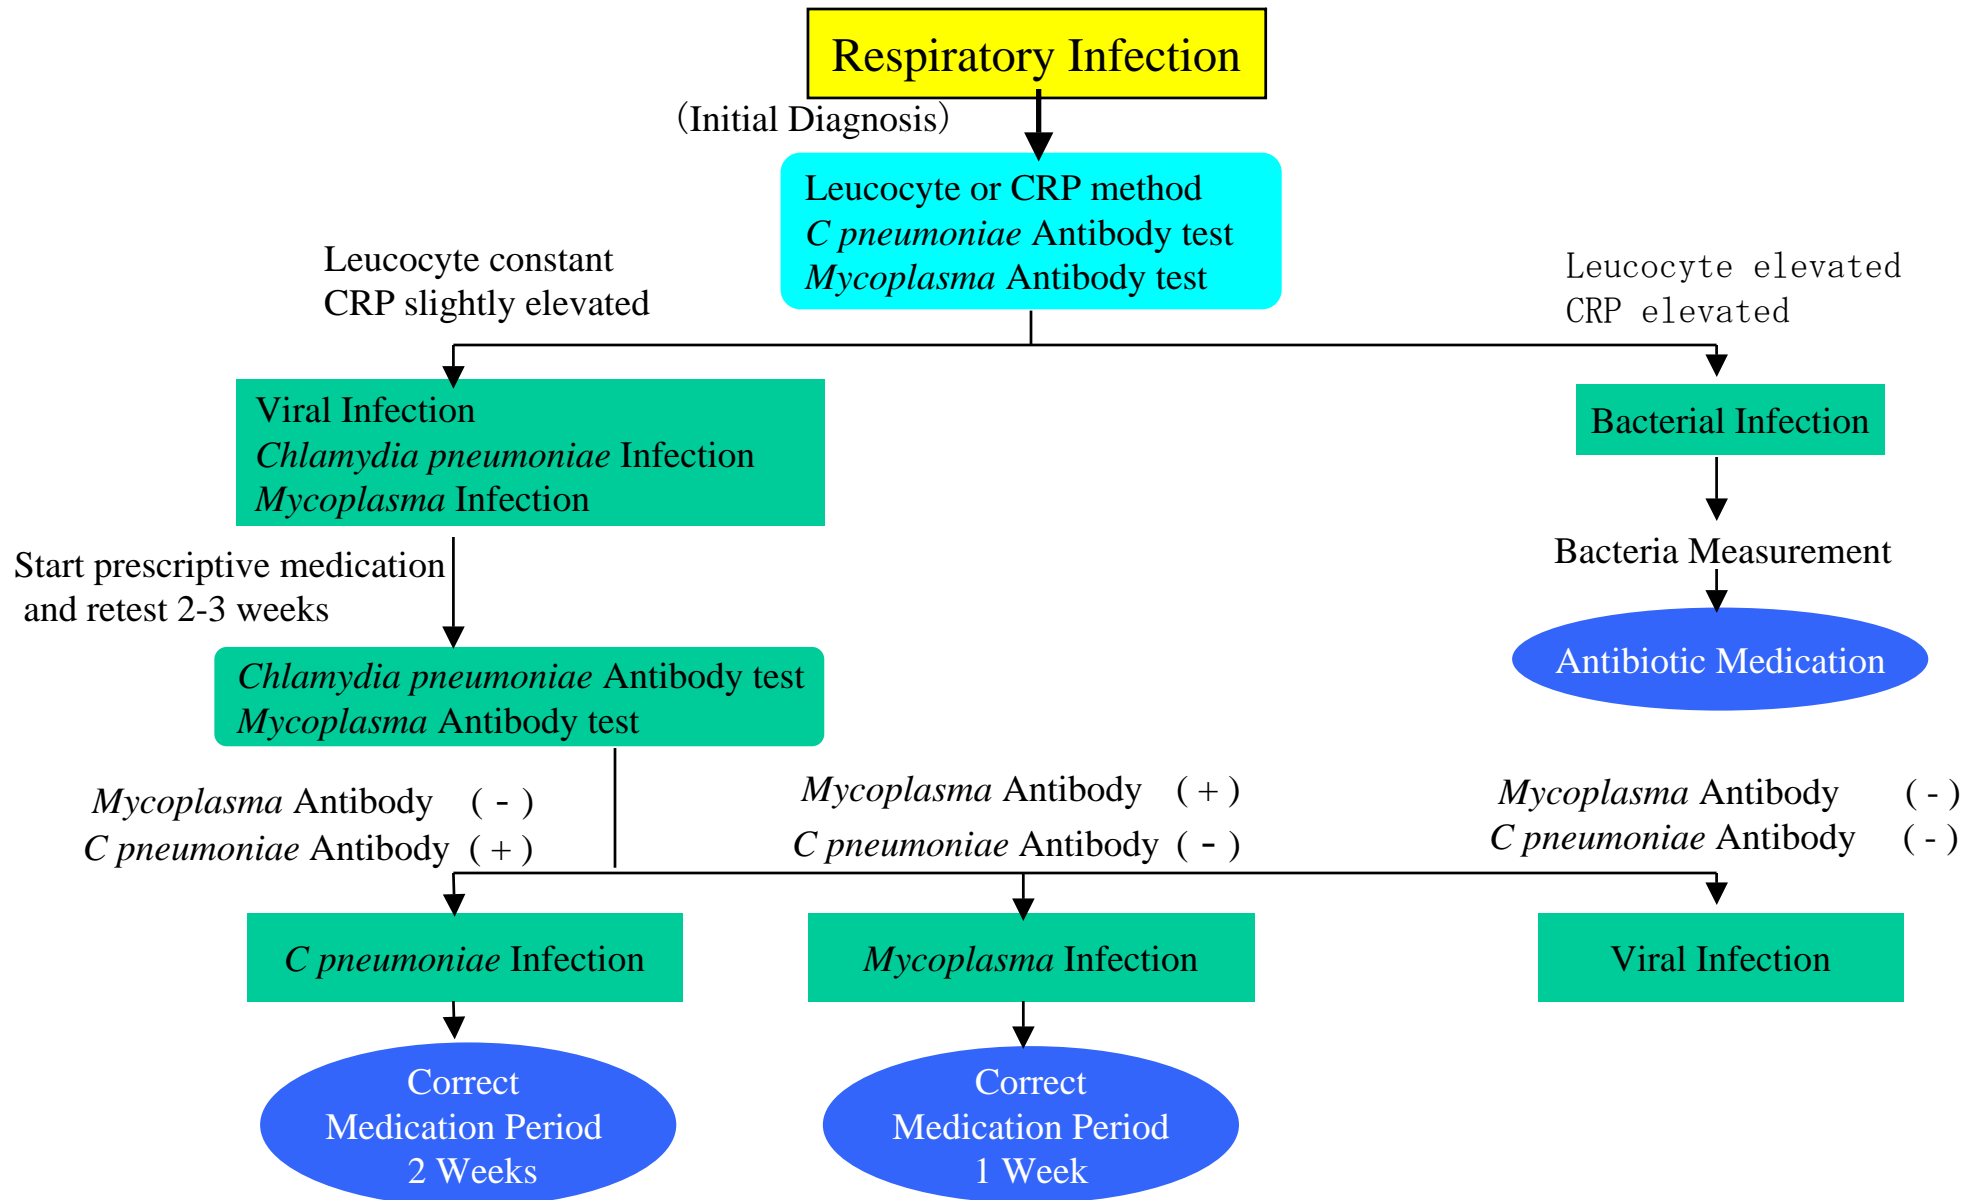 Respiratory Infection
(Initial Diagnosis)
Leucocyte or CRP method
C pneumoniae Antibody test
Mycoplasma Antibody test
Leucocyte constant
CRP slightly elevated
Leucocyte elevated
CRP elevated
Viral Infection
Chlamydia pneumoniae Infection
Mycoplasma Infection
Bacterial Infection
Start prescriptive medication
and retest 2-3 weeks
Bacteria Measurement
Antibiotic Medication
Chlamydia pneumoniae Antibody test
Mycoplasma Antibody test
Mycoplasma Antibody ( - )
C pneumoniae Antibody ( + )
Mycoplasma Antibody ( + )
C pneumoniae Antibody ( - )
Mycoplasma Antibody ( - )
C pneumoniae Antibody ( - )
C pneumoniae Infection
Mycoplasma Infection
Viral Infection
Correct
Medication Period
2 Weeks
Correct
Medication Period
1 Week